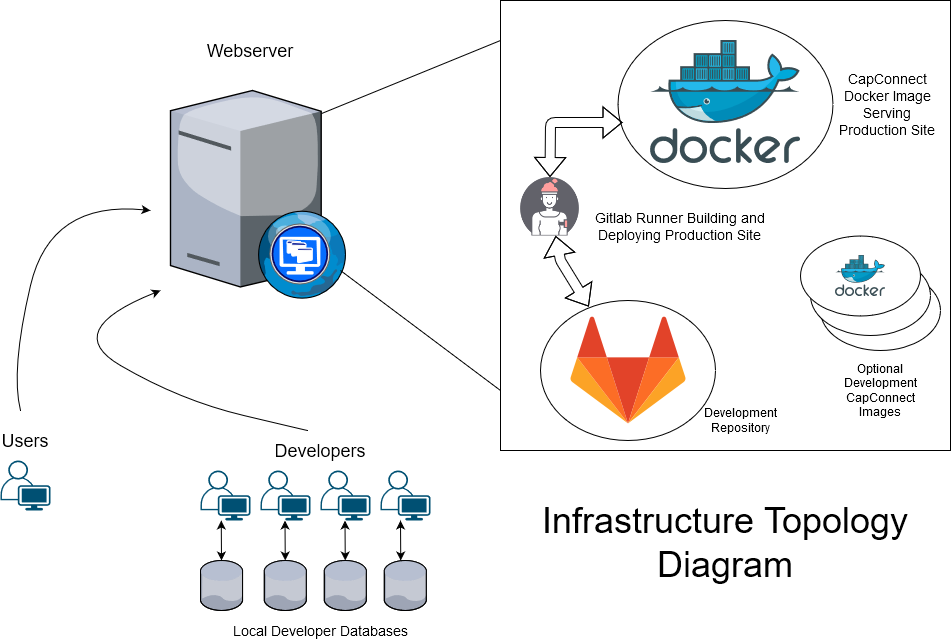 Webserver
docker
CapConnect
Docker Image
Serving
Production Site
Gitlab Runner Building and
Deploying Production Site
docker
Optional
Development
CapConnect
Images
Development
Repository
Users
Developers
Local Developer Databases
Infrastructure Topology
Diagram